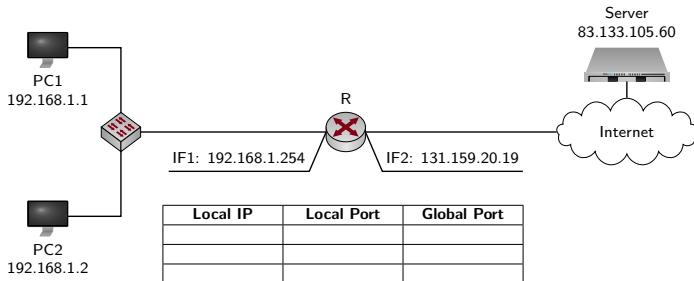 Server
83.133.105.60
PC1
192.168.1.1
R
Internet
IF1: 192.168.1.254
IF2: 131.159.20.19
PC2
192.168.1.2
Local IP Local Port Global Port